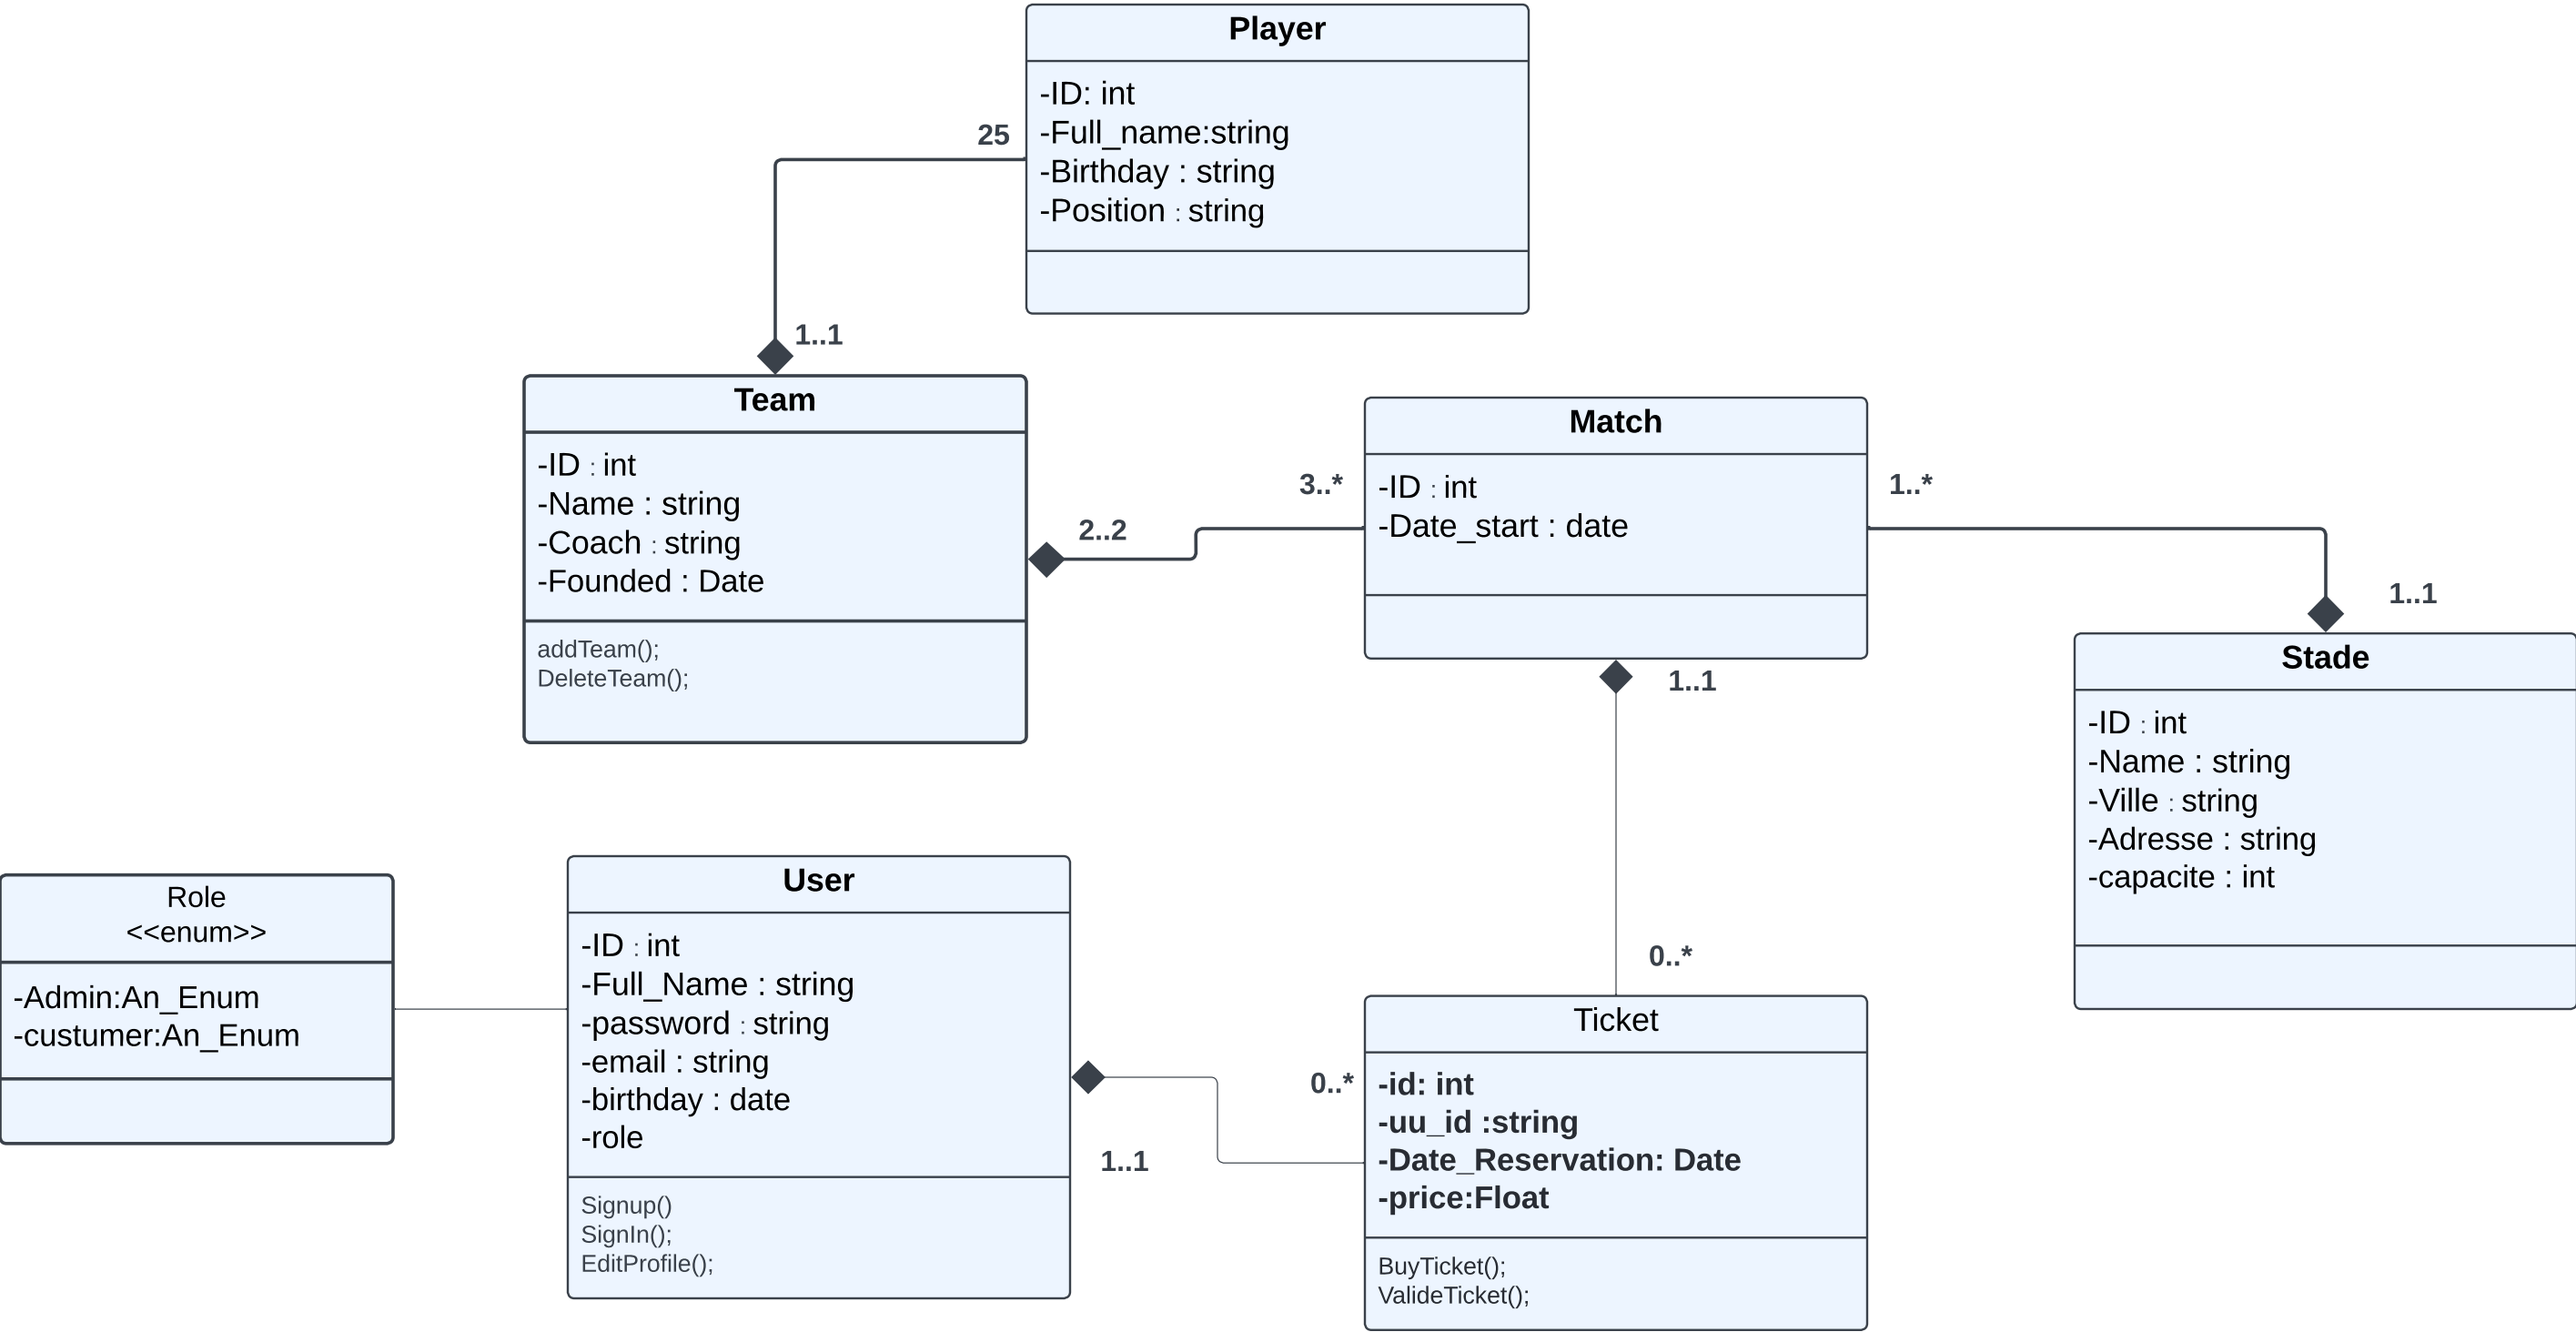 Player
-ID: int
-Full_name:string
-Birthday : string
-Position : string
25
1..1
Team
-ID : int
-Name : string
-Coach : string
-Founded : Date
addTeam();
DeleteTeam();
2..2
3..*
Match
-ID : int
-Date_start : date
1..*
1..1
Stade
-ID : int
-Name : string
-Ville : string
-Adresse : string
-capacite : int
1..1
0..*
Role
<<enum>>
-Admin:An_Enum
-custumer:An_Enum
User
-ID : int
-Full_Name : string
-password : string
-email : string
-birthday : date
-role
Signup()
SignIn();
EditProfile();
1..1
0..*
Ticket
-id: int
-uu_id :string
-Date_Reservation: Date
-price:Float
BuyTicket();
ValideTicket();